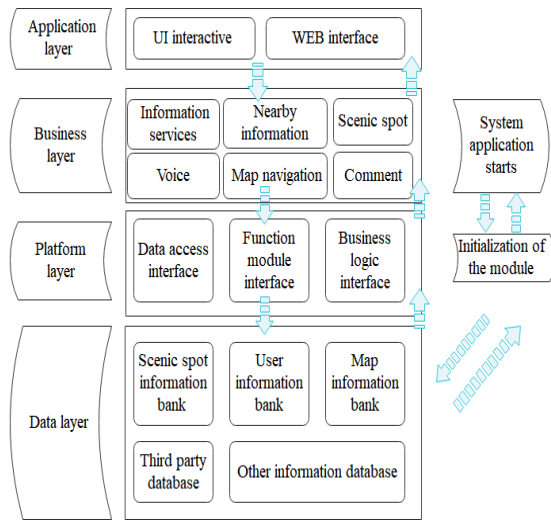 Application
layer
UI interactive
WEB interface
Business
layer
Information
services
Nearby
information
Scenic spot
Voice
Map navigation
Comment
System
application
starts
Initialization of
the module
Platform
layer
Data access
interface
Function
module
interface
Business
logic
interface
Data layer
Scenic spot
information
bank
User
information
bank
Map
information
bank
Third party
database
Other information database